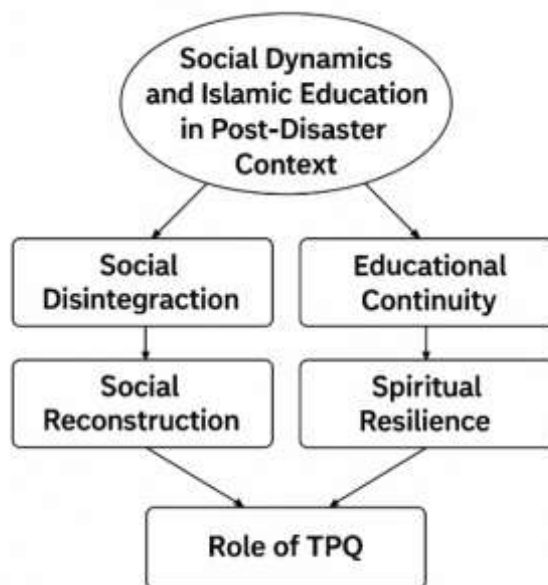 Social Dynamics
and Islamic Education
in Post-Disaster
Context
Social
Disintegraction
Educational
Continuity
Social
Reconstruction
Spiritual
Resilience
Role of TPQ